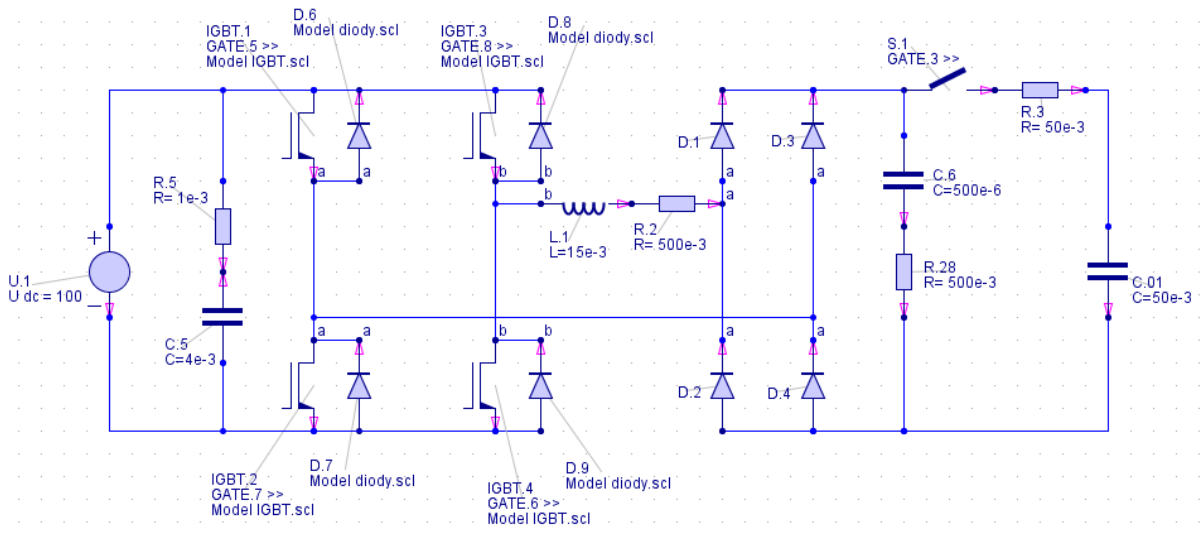 D.6
Model diody.scl
IGBT.1
GATE.5 >>
Model IGBT.scl
IGBT.3
GATE.8 >>
Model IGBT.scl
D.8
Model diody.scl
S.1
GATE.3 >>
R.3
R= 50e-3
D.1
D.3
a
a
b
b
a
R.5
R= 1e-3
C.6
C=500e-6
b
L.1
L=15e-3
R.2
R= 500e-3
+
U.1
U dc = 100
−
R.28
R= 500e-3
C.01
C=50e-3
C.5
C=4e-3
a
a
b
b
a
a
D.2
D.4
IGBT.2
GATE.7 >>
Model IGBT.scl
D.7
Model diody.scl
IGBT.4
GATE.6 >>
Model IGBT.scl
D.9
Model diody.scl